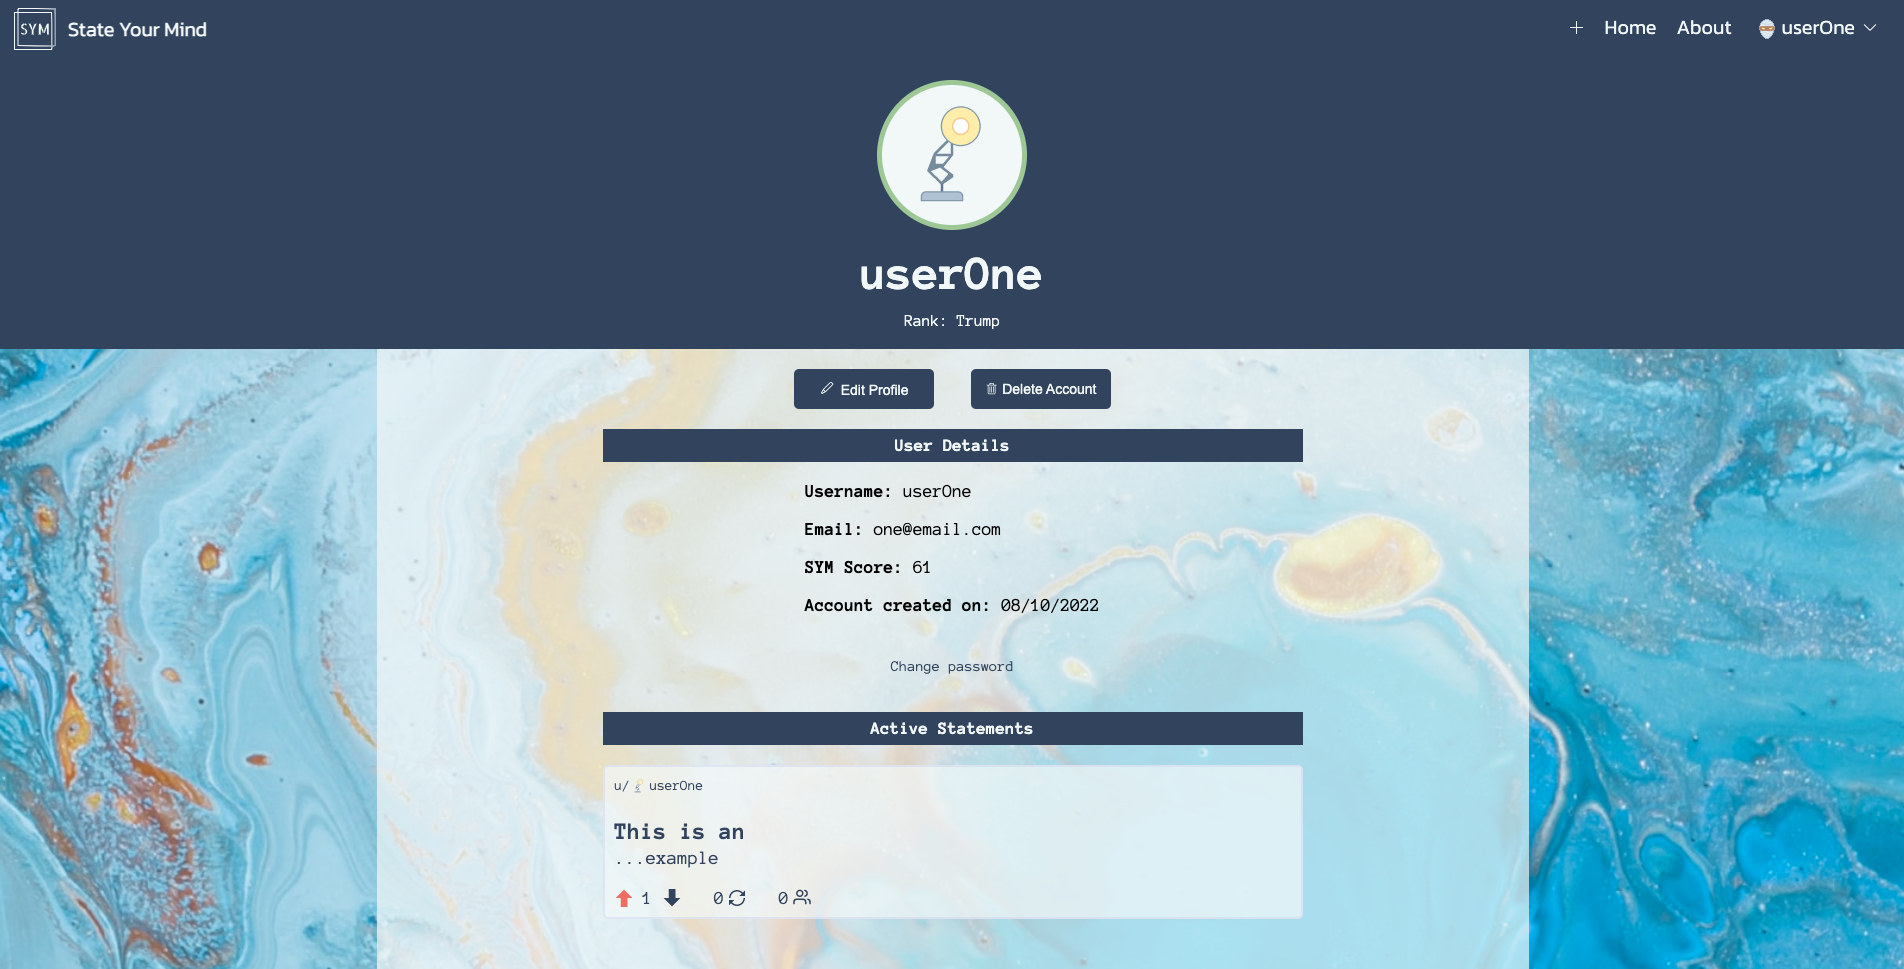 SYM State Your Mind
+ Home About userOne
userOne
Rank: Trump
Edit Profile
Delete Account
User Details
Username: userOne
Email: one@email.com
SYM Score: 61
Account created on: 08/10/2022
Change password
Active Statements
u/ userOne
This is an
...example
1 0 0